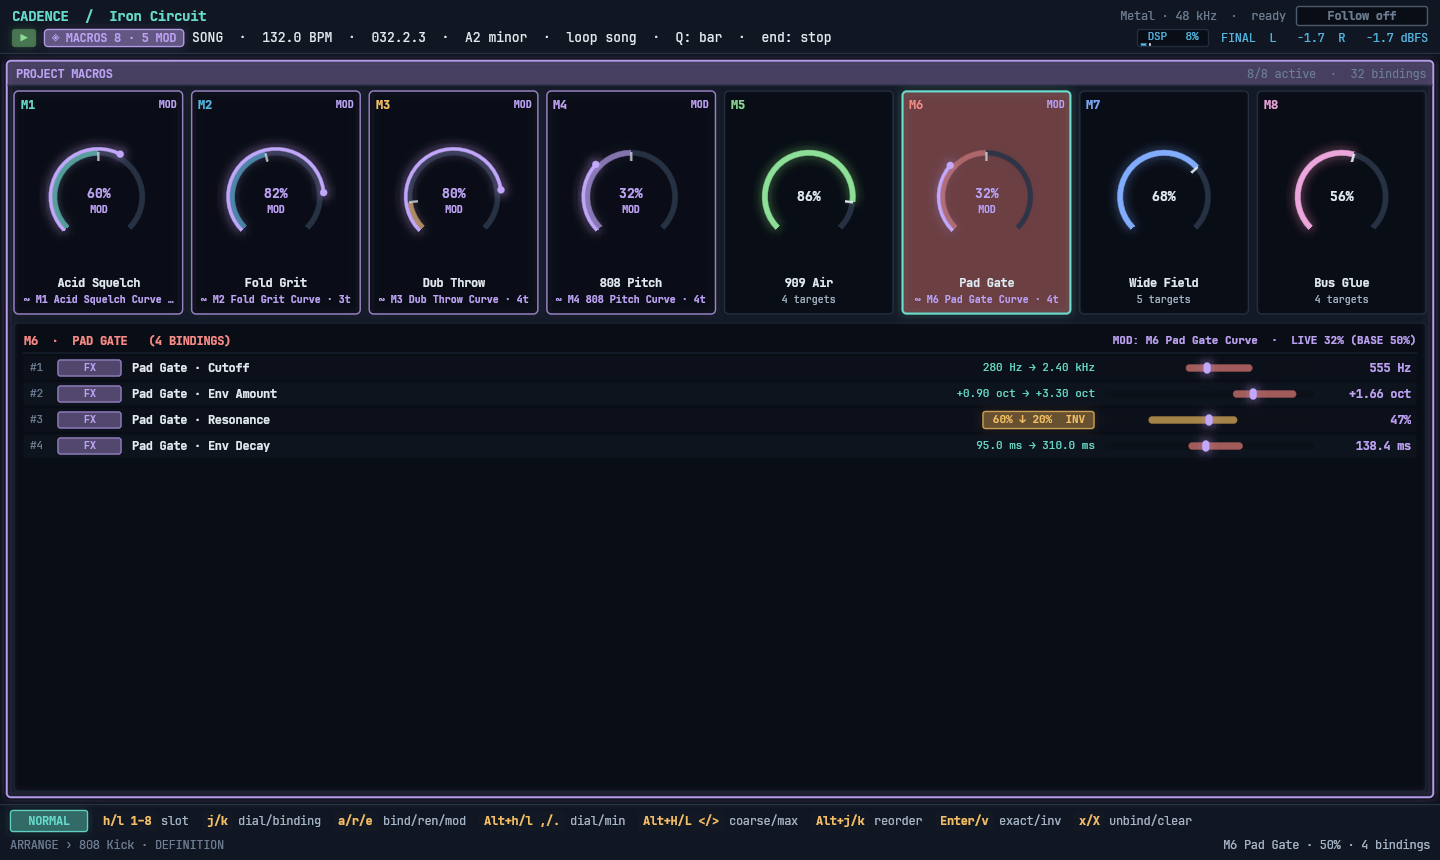 CADENCE / Iron Circuit
Metal · 48 kHz · ready Follow off
▶ ◈ MACROS 8 · 5 MOD SONG · 132.0 BPM · 032.2.3 · A2 minor · loop song · Q: bar · end: stop
DSP 8% FINAL L -1.7 R -1.7 dBFS
PROJECT MACROS 8/8 active · 32 bindings
M1 MOD M2 MOD M3 MOD M4 MOD M5 M6 MOD M7 M8
60% 82% 80% 32% 86% 32% 68% 56%
MOD MOD MOD MOD MOD
Acid Squelch Fold Grit Dub Throw 808 Pitch 909 Air Pad Gate Wide Field Bus Glue
~ M1 Acid Squelch Curve … ~ M2 Fold Grit Curve · 3t ~ M3 Dub Throw Curve · 4t ~ M4 808 Pitch Curve · 4t 4 targets ~ M6 Pad Gate Curve · 4t 5 targets 4 targets
M6 · PAD GATE (4 BINDINGS) MOD: M6 Pad Gate Curve · LIVE 32% (BASE 50%)
#1 FX Pad Gate · Cutoff 280 Hz → 2.40 kHz 555 Hz
#2 FX Pad Gate · Env Amount +0.90 oct → +3.30 oct +1.66 oct
#3 FX Pad Gate · Resonance 60% ↓ 20% INV 47%
#4 FX Pad Gate · Env Decay 95.0 ms → 310.0 ms 138.4 ms
NORMAL h/l 1-8 slot j/k dial/binding a/r/e bind/ren/mod Alt+h/l ,/. dial/min Alt+H/L </> coarse/max Alt+j/k reorder Enter/v exact/inv x/X unbind/clear
ARRANGE › 808 Kick · DEFINITION M6 Pad Gate · 50% · 4 bindings